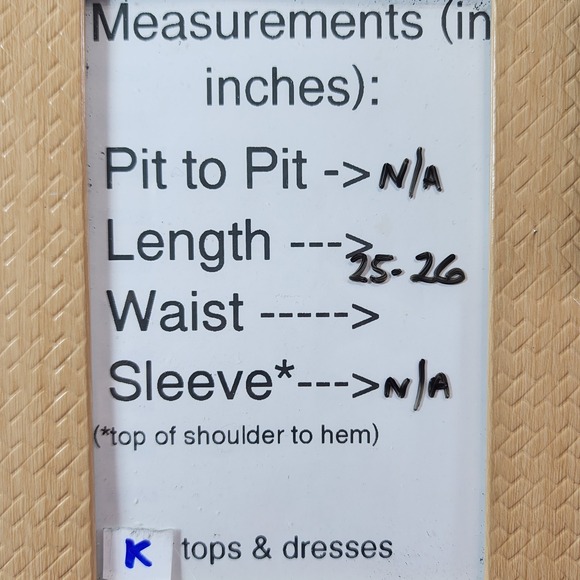 Measurements (in
inches):
Pit to Pit -> N/A
Length --->
25-26
Waist ----->
Sleeve*---> N/A
(*top of shoulder to hem)
K tops & dresses